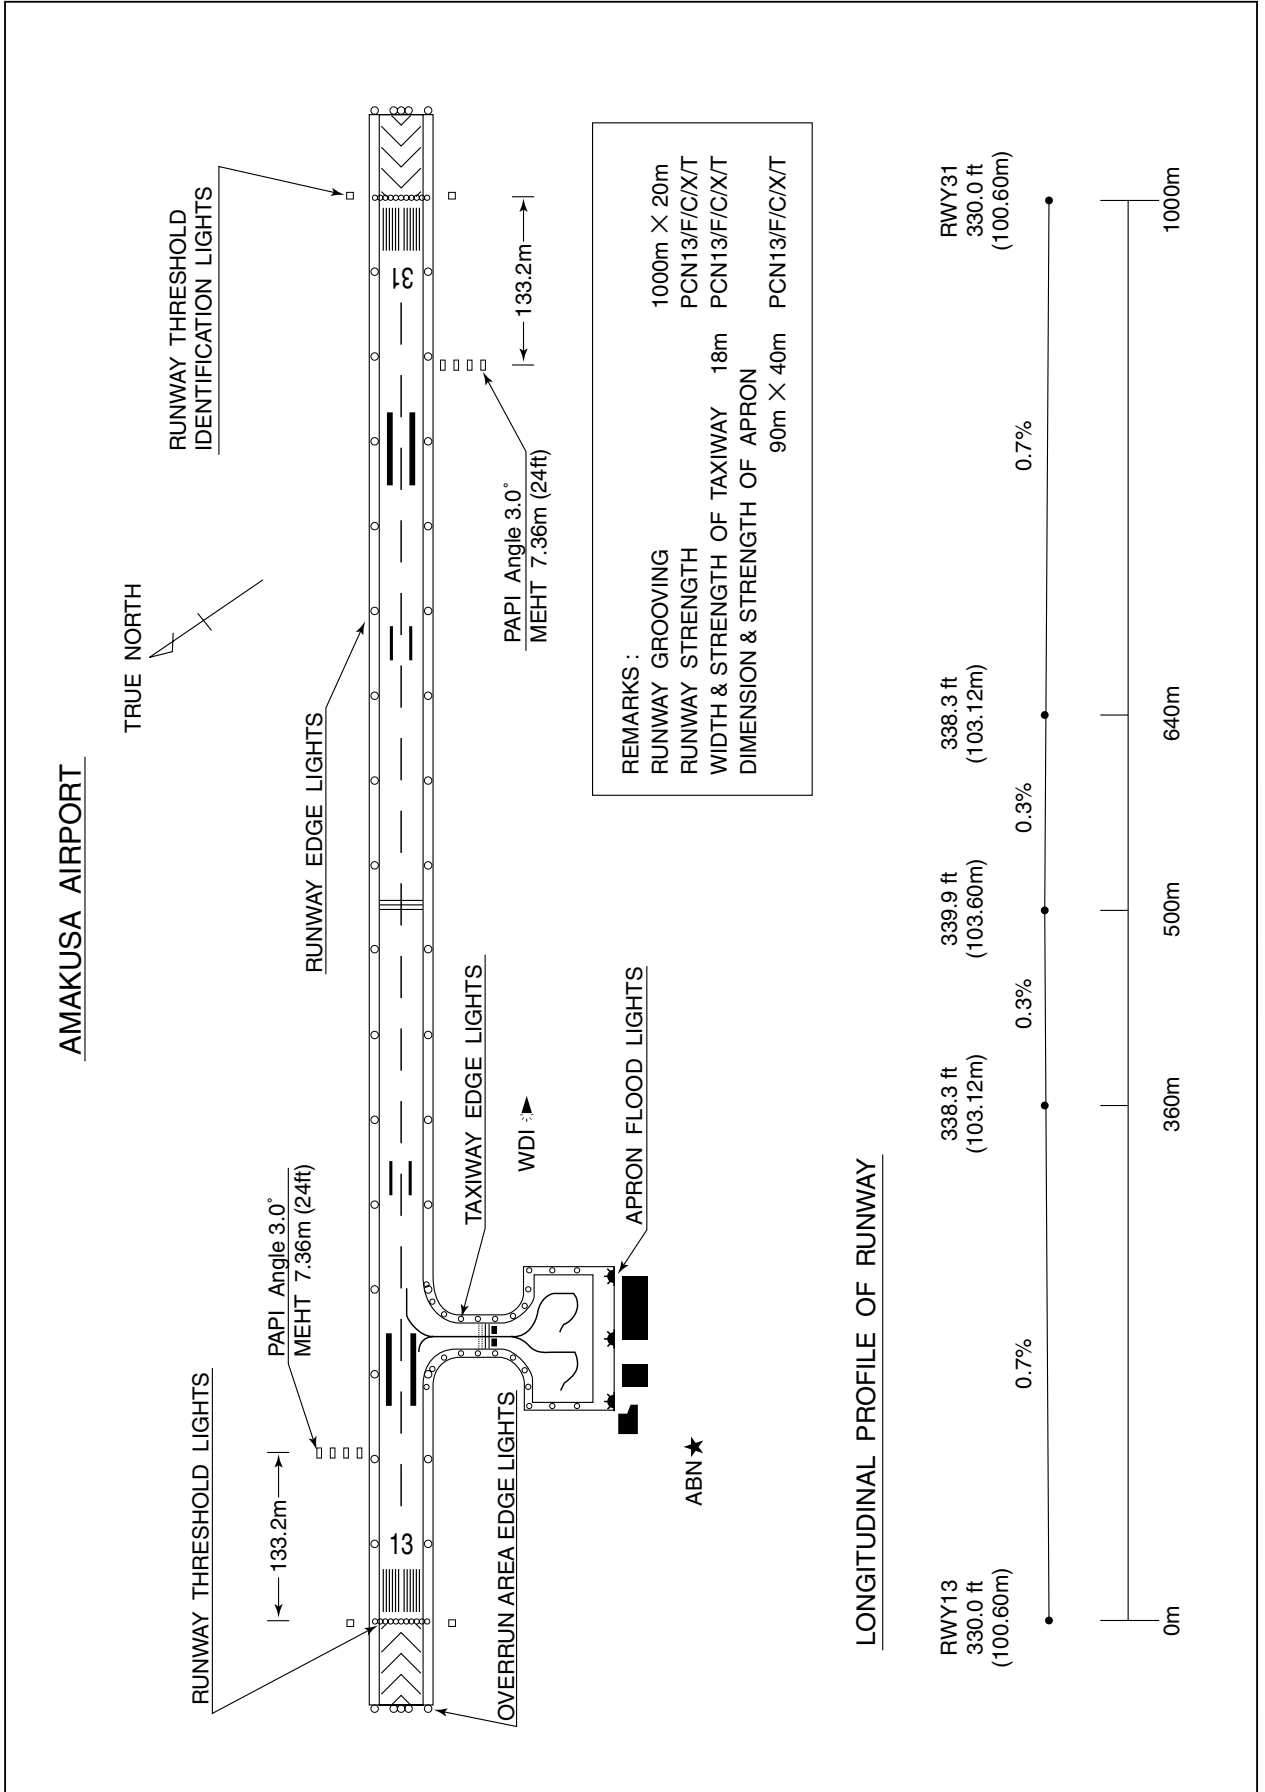 AMAKUSA AIRPORT
TRUE NORTH
RUNWAY THRESHOLD
IDENTIFICATION LIGHTS
RUNWAY THRESHOLD LIGHTS
133.2m
PAPI Angle 3.0°
MEHT 7.36m (24ft)
RUNWAY EDGE LIGHTS
13
31
OVERRUN AREA EDGE LIGHTS
TAXIWAY EDGE LIGHTS
WDI
PAPI Angle 3.0°
MEHT 7.36m (24ft)
133.2m
APRON FLOOD LIGHTS
ABN
REMARKS :
RUNWAY GROOVING 1000m × 20m
RUNWAY STRENGTH PCN13/F/C/X/T
WIDTH & STRENGTH OF TAXIWAY 18m PCN13/F/C/X/T
DIMENSION & STRENGTH OF APRON
90m × 40m PCN13/F/C/X/T
LONGITUDINAL PROFILE OF RUNWAY
RWY13
330.0 ft
(100.60m)
338.3 ft
(103.12m)
339.9 ft
(103.60m)
338.3 ft
(103.12m)
RWY31
330.0 ft
(100.60m)
0.7%
0.3%
0.3%
0.7%
0m
360m
500m
640m
1000m